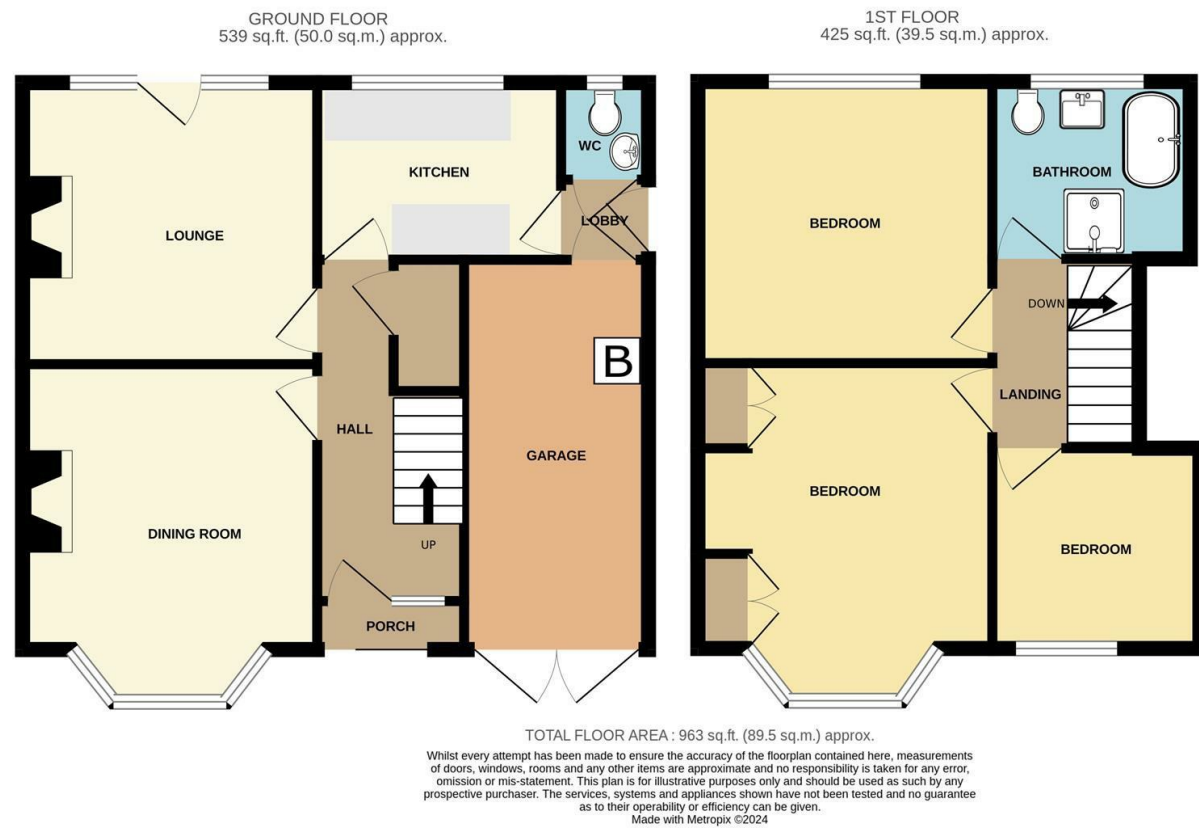 GROUND FLOOR
539 sq.ft. (50.0 sq.m.) approx.
1ST FLOOR
425 sq.ft. (39.5 sq.m.) approx.
WC
KITCHEN
LOBBY
LOUNGE
B
HALL
GARAGE
DINING ROOM
UP
PORCH
BATHROOM
BEDROOM
DOWN
LANDING
BEDROOM
BEDROOM
TOTAL FLOOR AREA : 963 sq.ft. (89.5 sq.m.) approx.
Whilst every attempt has been made to ensure the accuracy of the floorplan contained here, measurements
of doors, windows, rooms and any other items are approximate and no responsibility is taken for any error,
omission or mis-statement. This plan is for illustrative purposes only and should be used as such by any
prospective purchaser. The services, systems and appliances shown have not been tested and no guarantee
as to their operability or efficiency can be given.
Made with Metropix ©2024